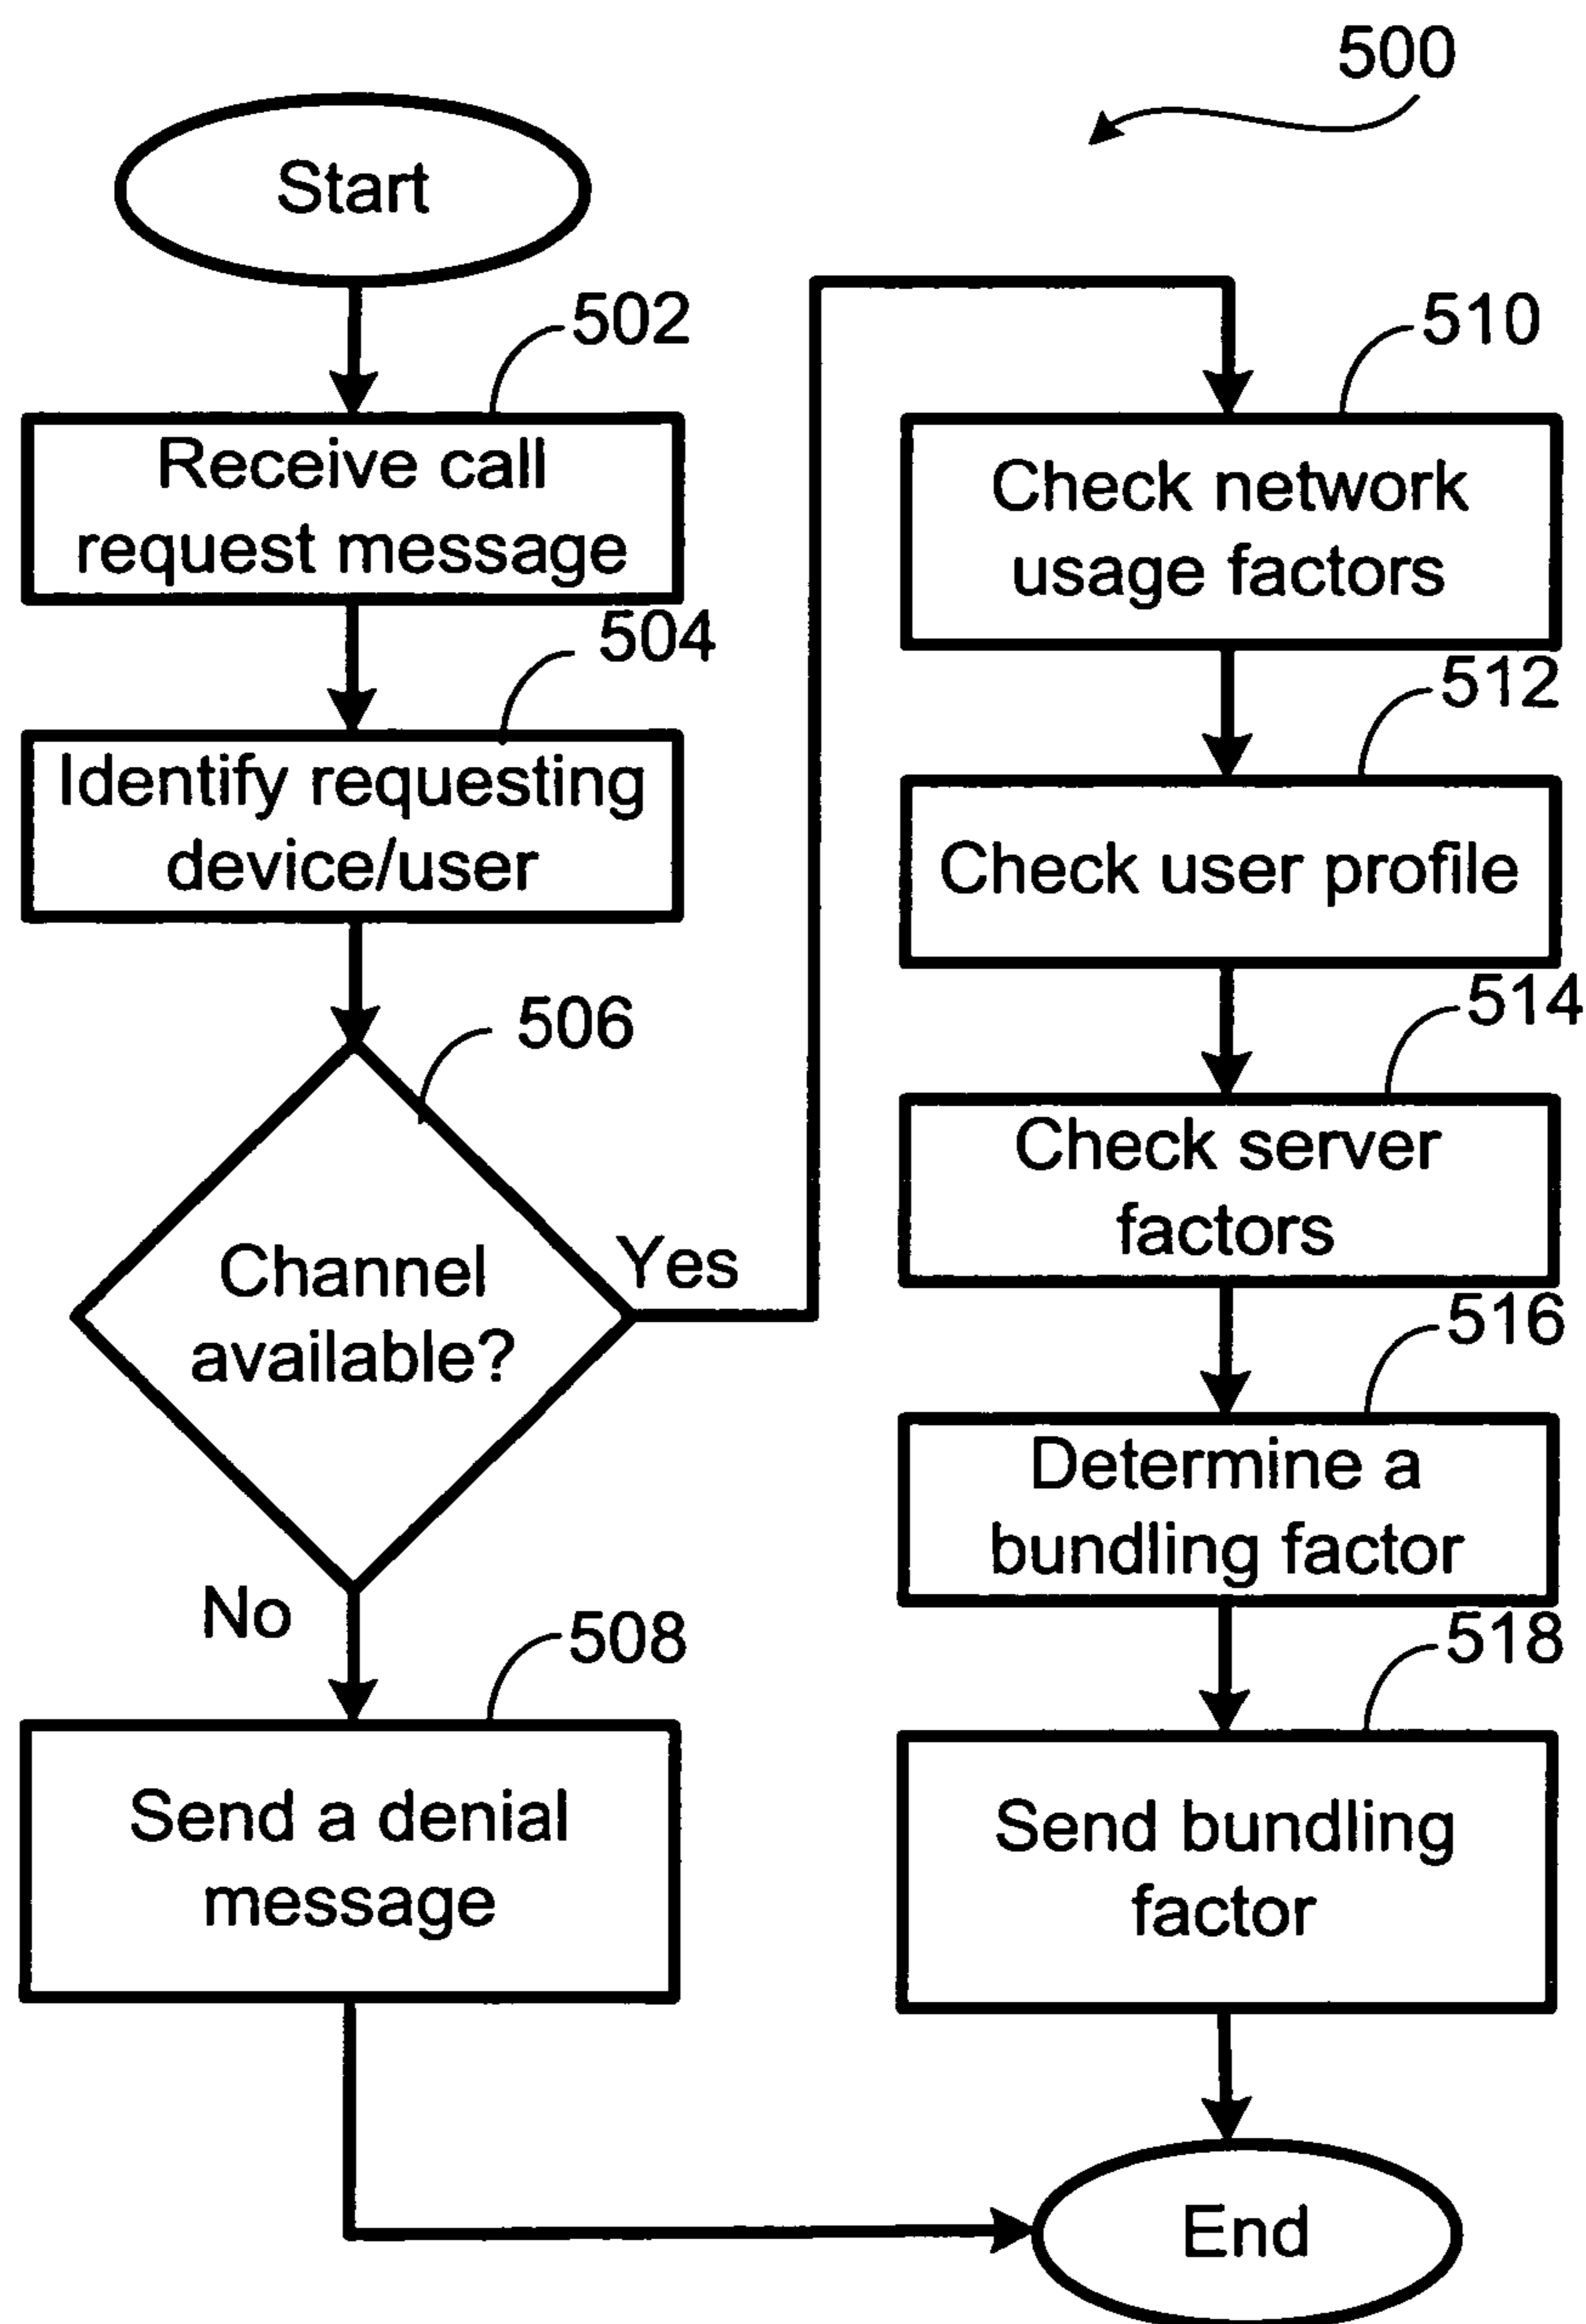 500
Start
502
Receive call
request message
504
Identify requesting
device/user
506
Channel
available?
Yes
No
508
Send a denial
message
510
Check network
usage factors
512
Check user profile
514
Check server
factors
516
Determine a
bundling factor
518
Send bundling
factor
End